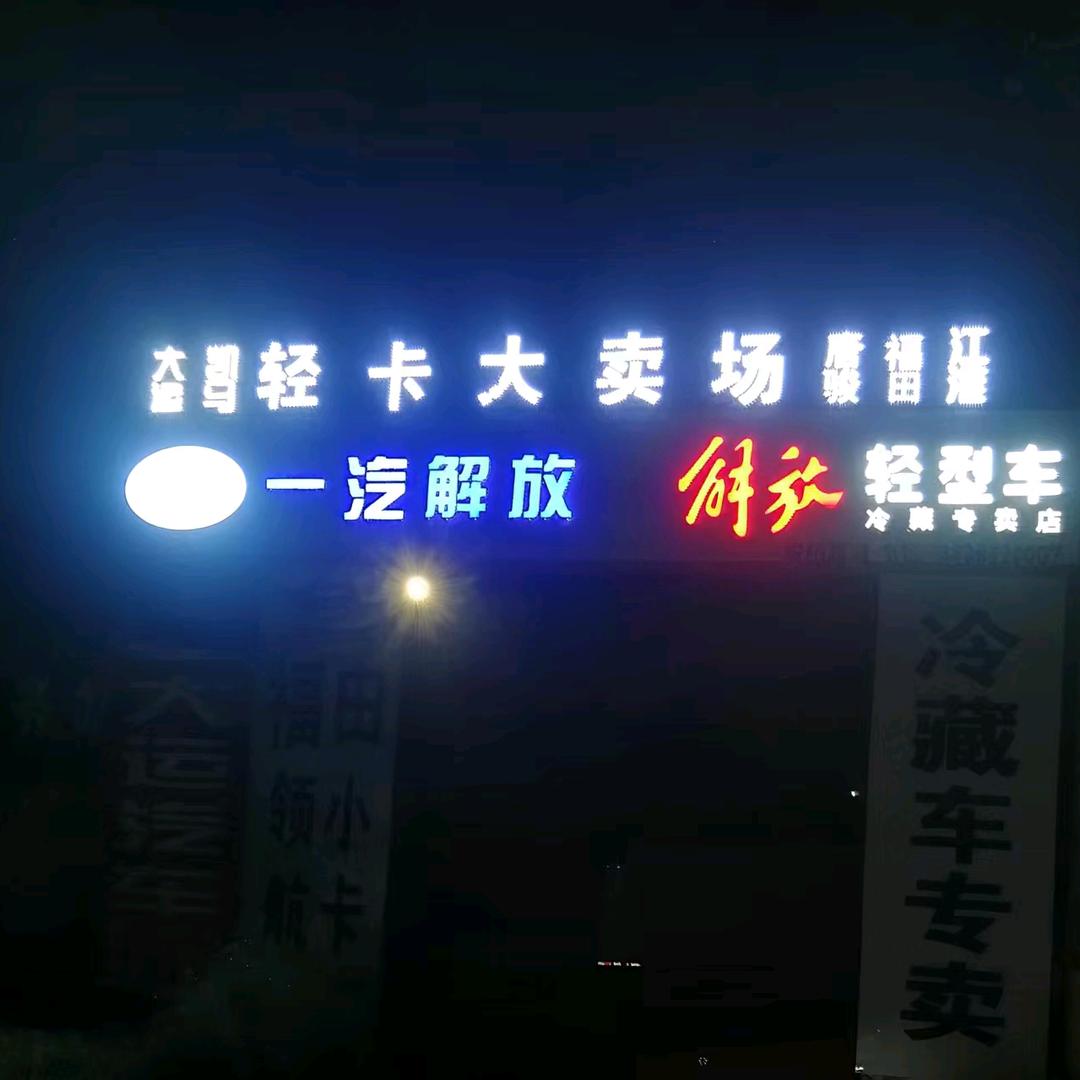 大运 凯马 轻卡大卖场 唐骏 福田 江淮
一汽解放 解放 轻型车
冷藏专卖店
福田
领小
航卡
冷藏车专卖